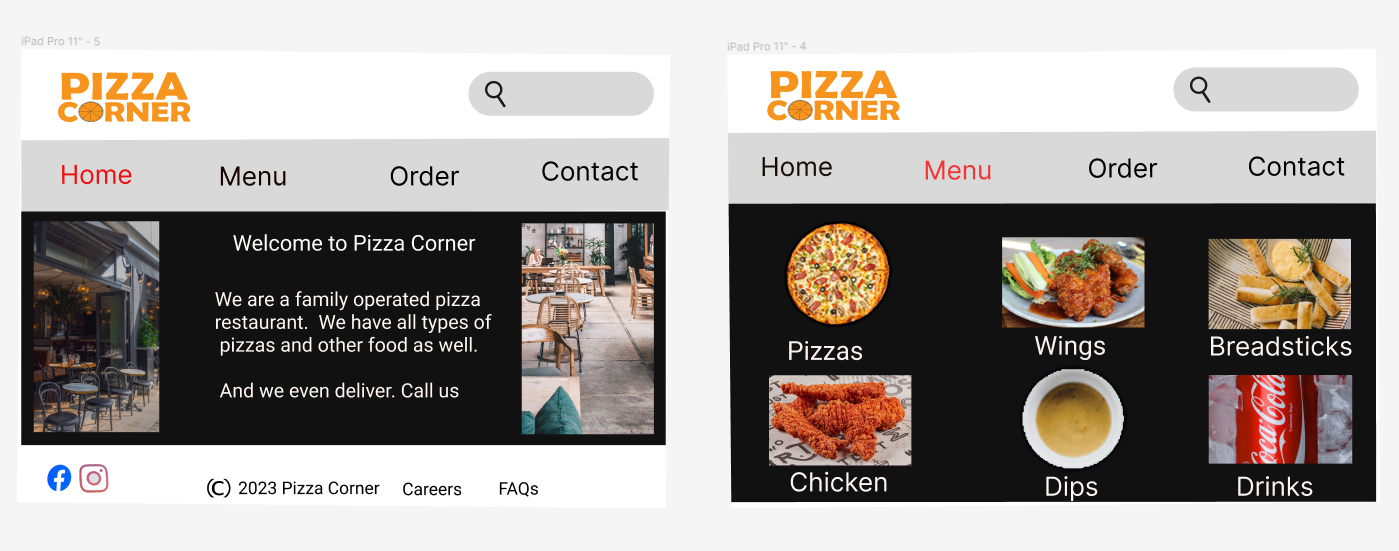 iPad Pro 11" - 5
PIZZA
CORNER
Home Menu Order Contact
Welcome to Pizza Corner
We are a family operated pizza
restaurant. We have all types of
pizzas and other food as well.
And we even deliver. Call us
© 2023 Pizza Corner Careers FAQs
iPad Pro 11" - 4
PIZZA
CORNER
Home Menu Order Contact
Pizzas Wings Breadsticks
Coca-Cola
Chicken Dips Drinks